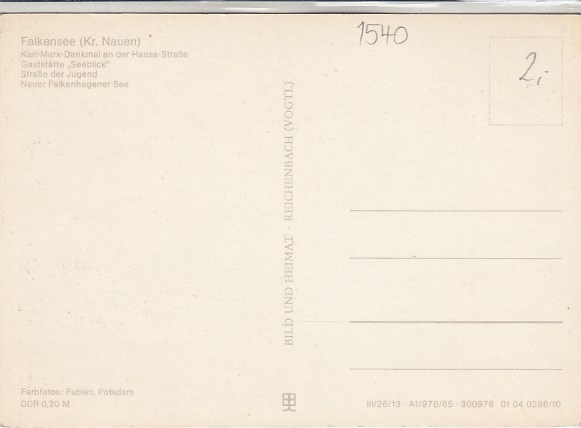 Falkensee (Kr. Nauen)
Karl-Marx-Denkmal an der Hansa-Straße
Gaststätte „Seeblick"
Straße der Jugend
Neuer Falkenhagener See
1540
2,-
BILD UND HEIMAT · REICHENBACH (VOGTL)
Farbfotos: Fabian, Potsdam
DDR 0,20 M
III/26/13 · A1/978/85 · 300978 01 04 0286/10